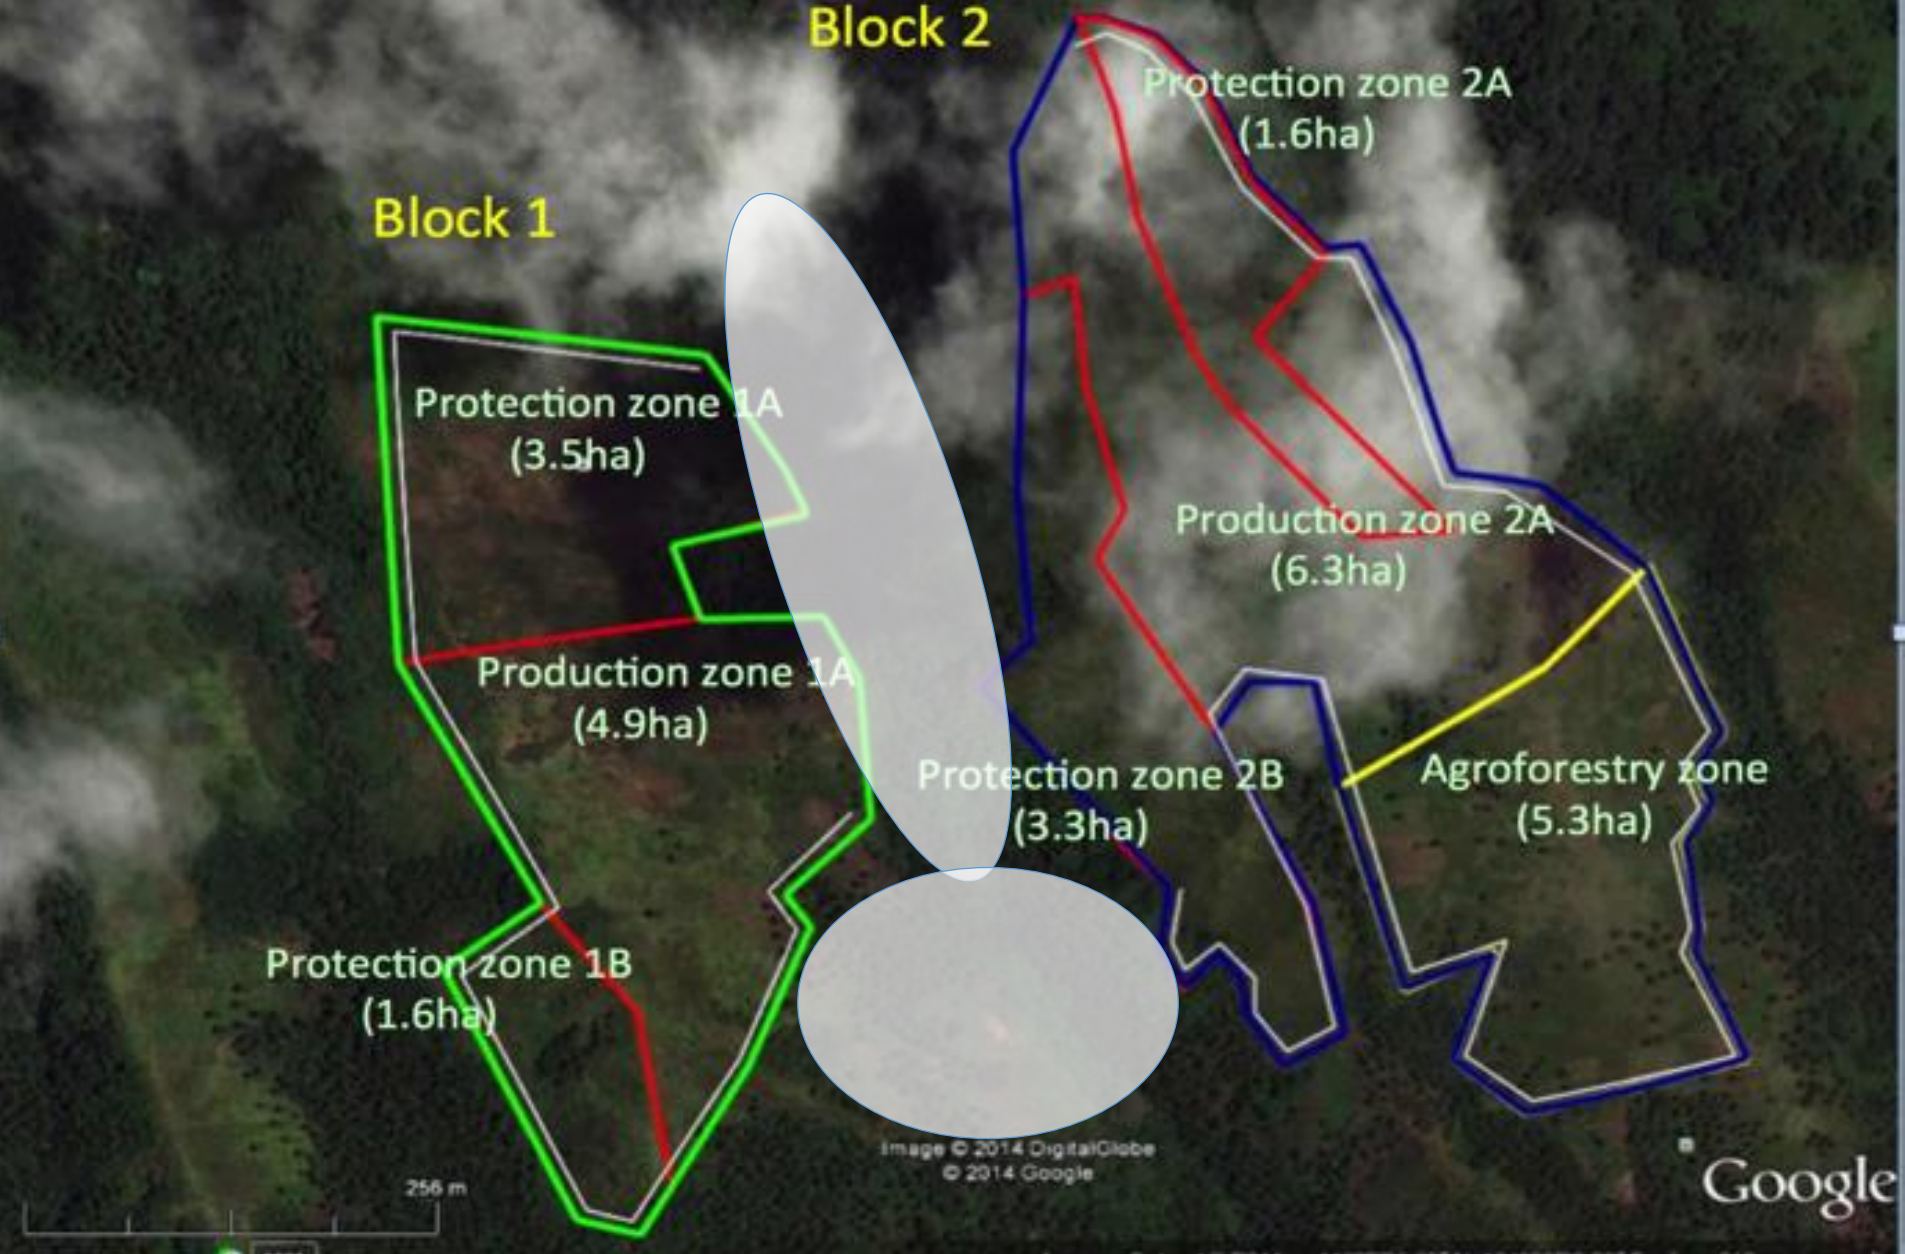 Block 2
Protection zone 2A
(1.6ha)
Block 1
Protection zone 1A
(3.5ha)
Production zone 2A
(6.3ha)
Production zone 1A
(4.9ha)
Protection zone 2B
(3.3ha)
Agroforestry zone
(5.3ha)
Protection zone 1B
(1.6ha)
Image © 2014 DigitalGlobe
© 2014 Google
256 m
Google